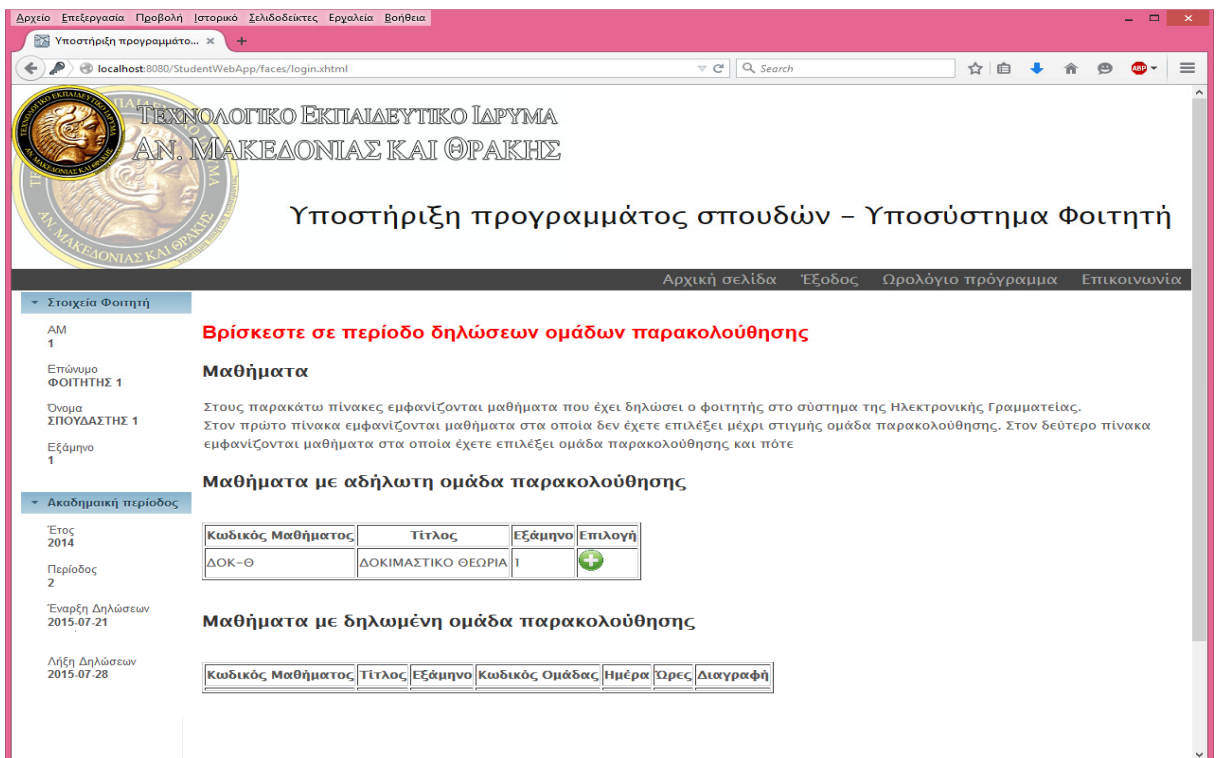 Αρχείο Επεξεργασία Προβολή Ιστορικό Σελιδοδείκτες Εργαλεία Βοήθεια
Υποστήριξη προγραμμάτο...
localhost:8080/StudentWebApp/faces/login.xhtml
Search
ABP
ΤΕΧΝΟΛΟΓΙΚΟ ΕΚΠΑΙΔΕΥΤΙΚΟ ΙΔΡΥΜΑ
ΑΝ. ΜΑΚΕΔΟΝΙΑΣ ΚΑΙ ΘΡΑΚΗΣ
Υποστήριξη προγραμμάτος σπουδών – Υποσύστημα Φοιτητή
Αρχική σελίδα Έξοδος Ωρολόγιο πρόγραμμα Επικοινωνία
Στοιχεία Φοιτητή
ΑΜ
1
Επώνυμο
ΦΟΙΤΗΤΗΣ 1
Όνομα
ΣΠΟΥΔΑΣΤΗΣ 1
Εξάμηνο
1
Ακαδημαική περίοδος
Έτος
2014
Περίοδος
2
Έναρξη Δηλώσεων
2015-07-21
Λήξη Δηλώσεων
2015-07-28
Βρίσκεστε σε περίοδο δηλώσεων ομάδων παρακολούθησης
Μαθήματα
Στους παρακάτω πίνακες εμφανίζονται μαθήματα που έχει δηλώσει ο φοιτητής στο σύστημα της Ηλεκτρονικής Γραμματείας.
Στον πρώτο πίνακα εμφανίζονται μαθήματα στα οποία δεν έχετε επιλέξει μέχρι στιγμής ομάδα παρακολούθησης. Στον δεύτερο πίνακα
εμφανίζονται μαθήματα στα οποία έχετε επιλέξει ομάδα παρακολούθησης και πότε
Μαθήματα με αδήλωτη ομάδα παρακολούθησης
Κωδικός Μαθήματος Τίτλος Εξάμηνο Επιλογή
ΔΟΚ-Θ ΔΟΚΙΜΑΣΤΙΚΟ ΘΕΩΡΙΑ 1
Μαθήματα με δηλωμένη ομάδα παρακολούθησης
Κωδικός Μαθήματος Τίτλος Εξάμηνο Κωδικός Ομάδας Ημέρα Ώρες Διαγραφή